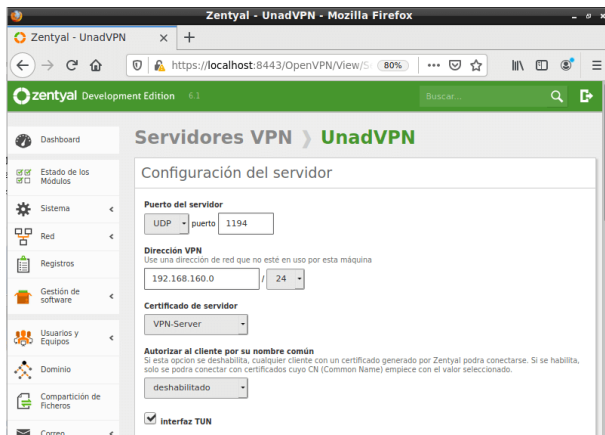 Zentyal - UnadVPN - Mozilla Firefox
Zentyal - UnadVPN
https://localhost:8443/OpenVPN/View/S
80%
zentyal Development Edition 6.1
Buscar...
Dashboard
Estado de los
Módulos
Sistema
Red
Registros
Gestión de
software
Usuarios y
Equipos
Dominio
Compartición de
Ficheros
Correo
Servidores VPN UnadVPN
Configuración del servidor
Puerto del servidor
UDP puerto 1194
Dirección VPN
Use una dirección de red que no esté en uso por esta máquina
192.168.160.0 / 24
Certificado de servidor
VPN-Server
Autorizar al cliente por su nombre común
Si esta opcion se deshabilita, cualquier cliente con un certificado generado por Zentyal podra conectarse. Si se habilita,
solo se podra conectar con certificados cuyo CN (Common Name) empiece con el valor seleccionado.
deshabilitado
interfaz TUN